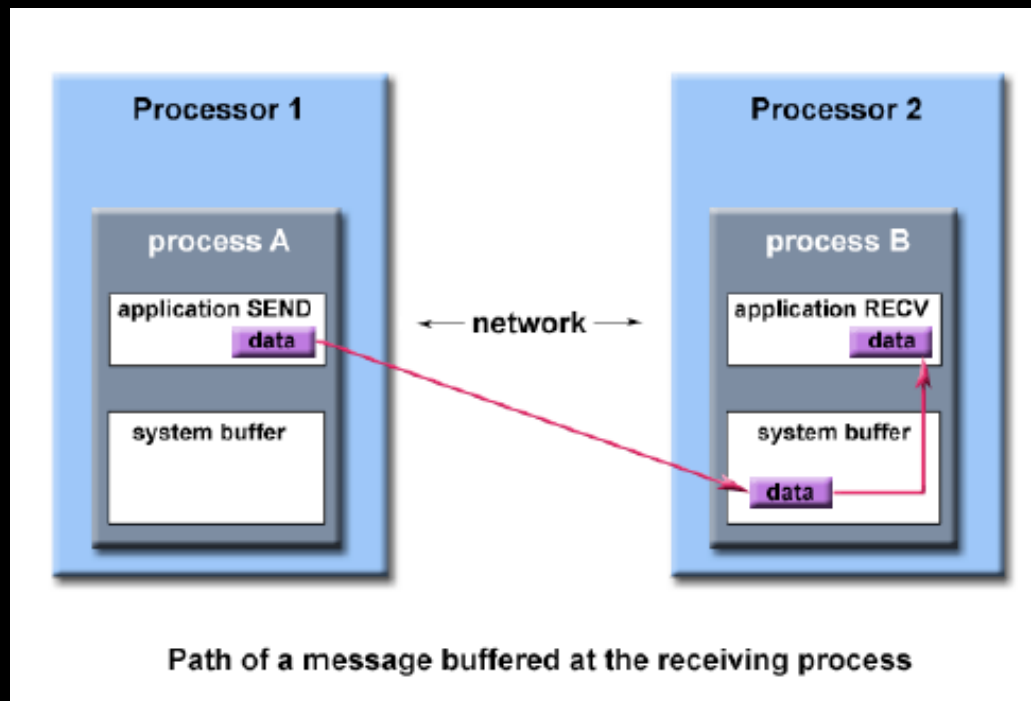 Processor 1
process A
application SEND
data
system buffer
← network →
Processor 2
process B
application RECV
data
system buffer
data
Path of a message buffered at the receiving process